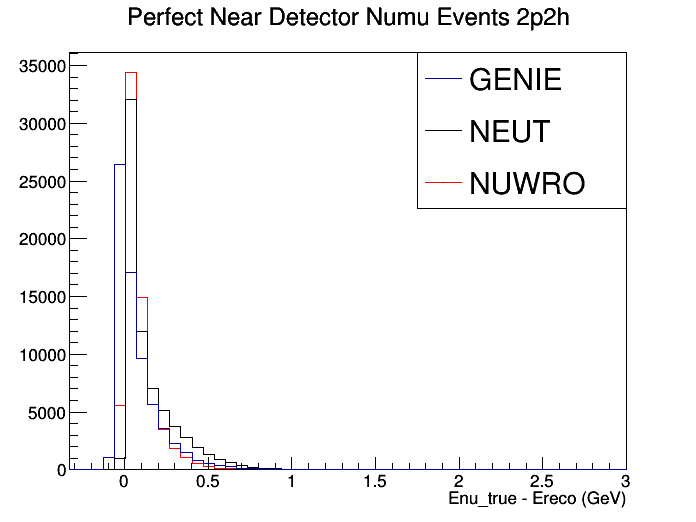 Perfect Near Detector Numu Events 2p2h
35000
30000
25000
20000
15000
10000
5000
0
GENIE
NEUT
NUWRO
0 0.5 1 1.5 2 2.5 3
Enu_true - Ereco (GeV)